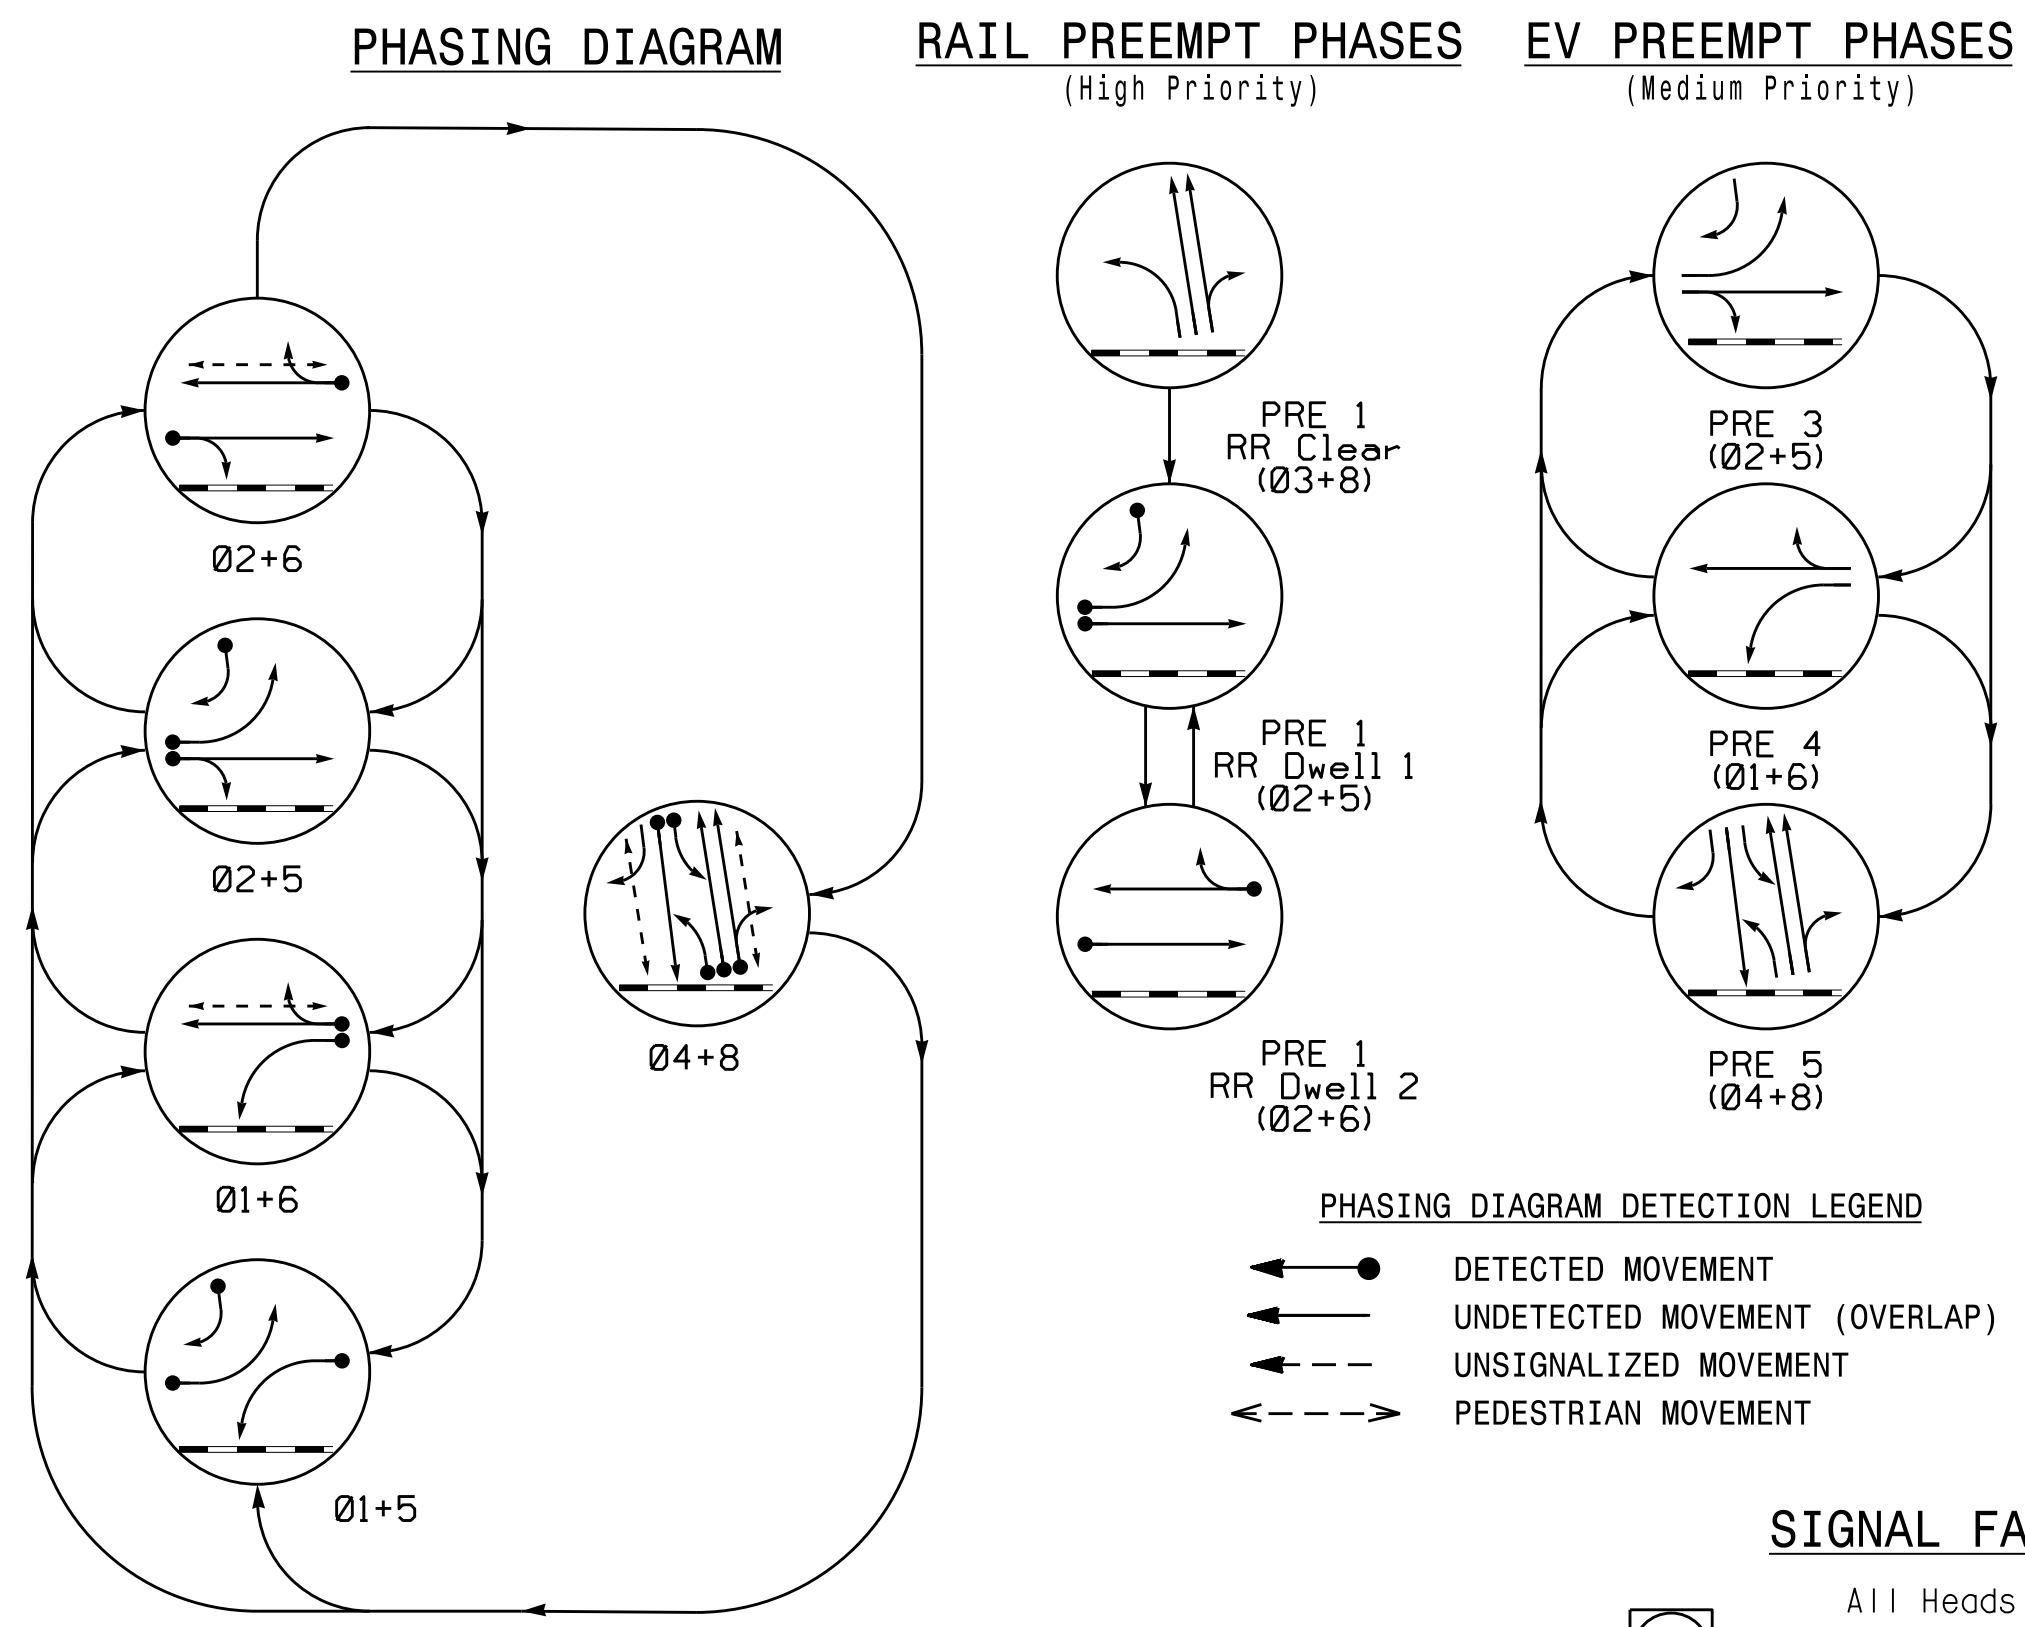 PHASING DIAGRAM
Ø2+6
Ø2+5
Ø1+6
Ø1+5
Ø4+8
RAIL PREEMPT PHASES
(High Priority)
PRE 1
RR Clear
(Ø3+8)
PRE 1
RR Dwell 1
(Ø2+5)
PRE 1
RR Dwell 2
(Ø2+6)
EV PREEMPT PHASES
(Medium Priority)
PRE 3
(Ø2+5)
PRE 4
(Ø1+6)
PRE 5
(Ø4+8)
PHASING DIAGRAM DETECTION LEGEND
DETECTED MOVEMENT
UNDETECTED MOVEMENT (OVERLAP)
UNSIGNALIZED MOVEMENT
PEDESTRIAN MOVEMENT
SIGNAL FA
All Heads